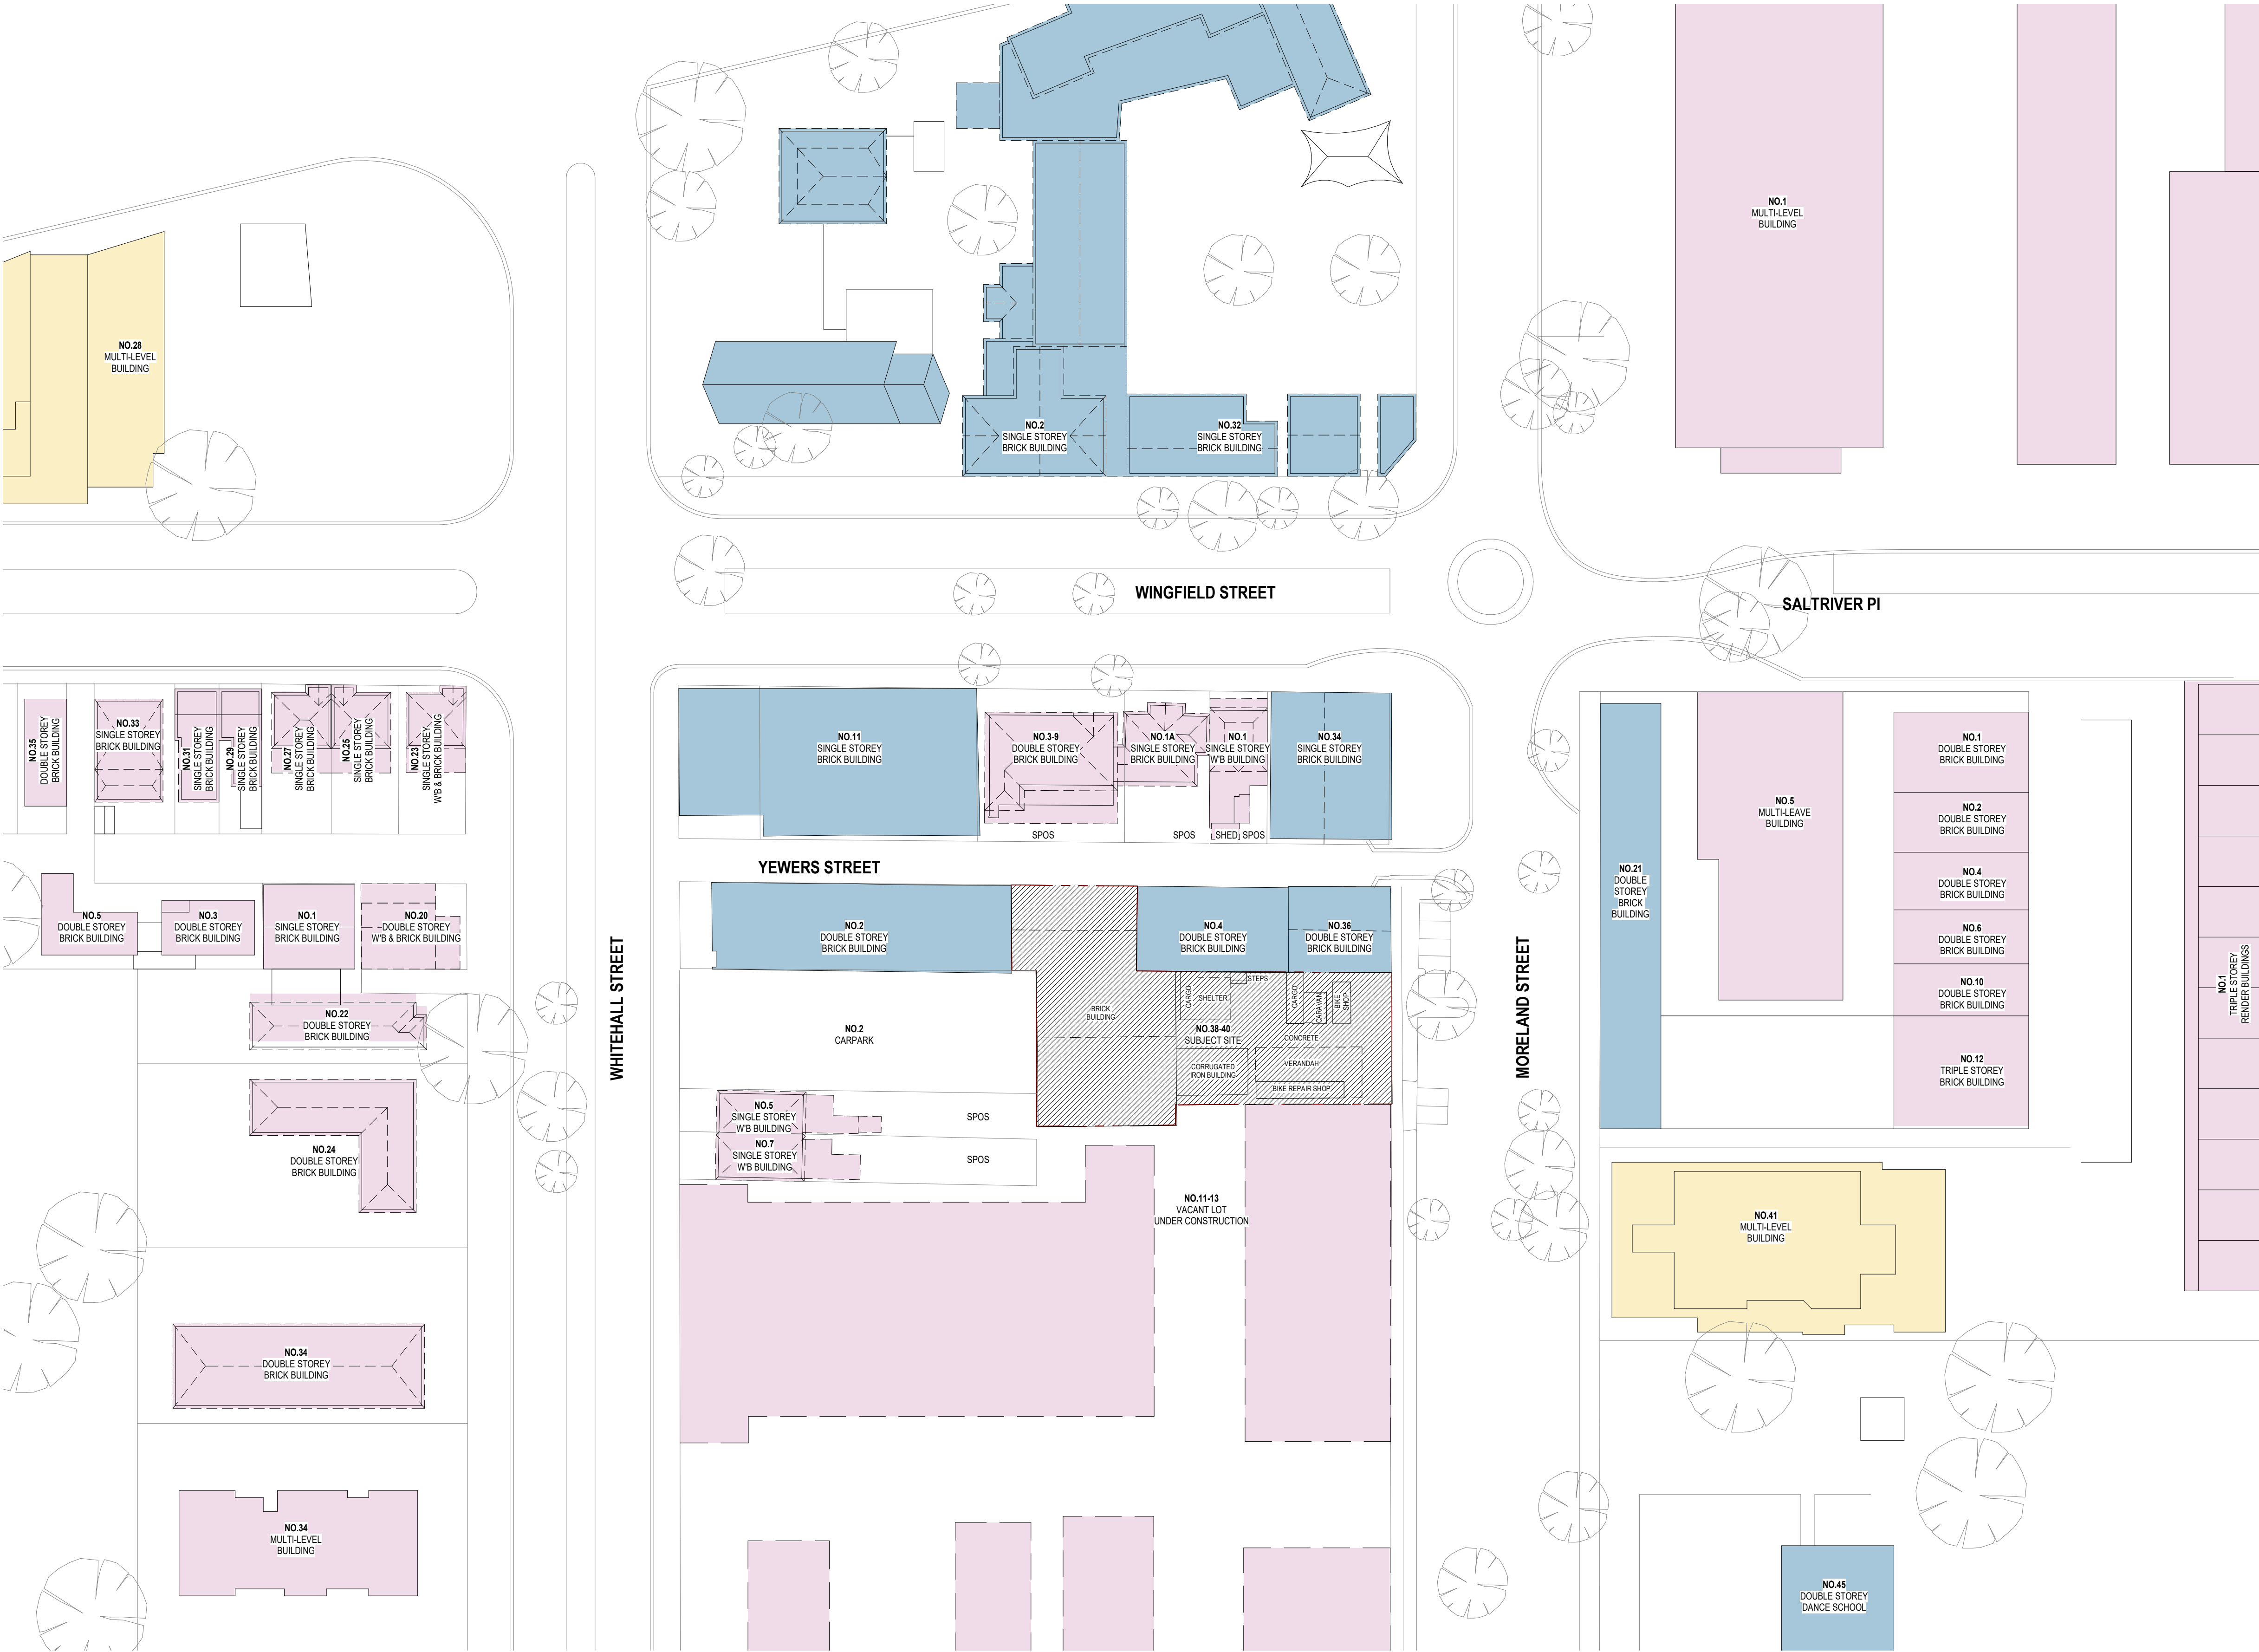 NO.1
MULTI-LEVEL
BUILDING
NO.28
MULTI-LEVEL
BUILDING
NO.2
SINGLE STOREY
BRICK BUILDING
NO.32
SINGLE STOREY
BRICK BUILDING
WINGFIELD STREET
SALTRIVER Pl
NO.35
DOUBLE STOREY
BRICK BUILDING
NO.33
SINGLE STOREY
BRICK BUILDING
NO.31
SINGLE STOREY
BRICK BUILDING
NO.29
SINGLE STOREY
BRICK BUILDING
NO.27
SINGLE STOREY
BRICK BUILDING
NO.25
SINGLE STOREY
BRICK BUILDING
NO.23
SINGLE STOREY
W'B & BRICK BUILDING
NO.11
SINGLE STOREY
BRICK BUILDING
NO.3-9
DOUBLE STOREY
BRICK BUILDING
NO.1A
SINGLE STOREY
BRICK BUILDING
NO.1
SINGLE STOREY
W'B BUILDING
NO.34
SINGLE STOREY
BRICK BUILDING
SPOS
SPOS
SHED
SPOS
NO.5
MULTI-LEAVE
BUILDING
NO.1
DOUBLE STOREY
BRICK BUILDING
NO.2
DOUBLE STOREY
BRICK BUILDING
NO.4
DOUBLE STOREY
BRICK BUILDING
NO.6
DOUBLE STOREY
BRICK BUILDING
NO.10
DOUBLE STOREY
BRICK BUILDING
NO.12
TRIPLE STOREY
BRICK BUILDING
NO.21
DOUBLE
STOREY
BRICK
BUILDING
NO.1
TRIPLE STOREY
RENDER BUILDINGS
YEWERS STREET
NO.5
DOUBLE STOREY
BRICK BUILDING
NO.3
DOUBLE STOREY
BRICK BUILDING
NO.1
SINGLE STOREY
BRICK BUILDING
NO.20
DOUBLE STOREY
W'B & BRICK BUILDING
WHITEHALL STREET
NO.2
DOUBLE STOREY
BRICK BUILDING
NO.4
DOUBLE STOREY
BRICK BUILDING
NO.36
DOUBLE STOREY
BRICK BUILDING
MORELAND STREET
NO.22
DOUBLE STOREY
BRICK BUILDING
NO.2
CARPARK
BRICK
BUILDING
CARGO
SHELTER
STEPS
CARGO
CARAVAN
BIKE
SHOP
NO.38-40
SUBJECT SITE
CONCRETE
CORRUGATED
IRON BUILDING
VERANDAH
BIKE REPAIR SHOP
NO.5
SINGLE STOREY
W'B BUILDING
SPOS
NO.7
SINGLE STOREY
W'B BUILDING
SPOS
NO.24
DOUBLE STOREY
BRICK BUILDING
NO.11-13
VACANT LOT
UNDER CONSTRUCTION
NO.41
MULTI-LEVEL
BUILDING
NO.34
DOUBLE STOREY
BRICK BUILDING
NO.34
MULTI-LEVEL
BUILDING
NO.45
DOUBLE STOREY
DANCE SCHOOL